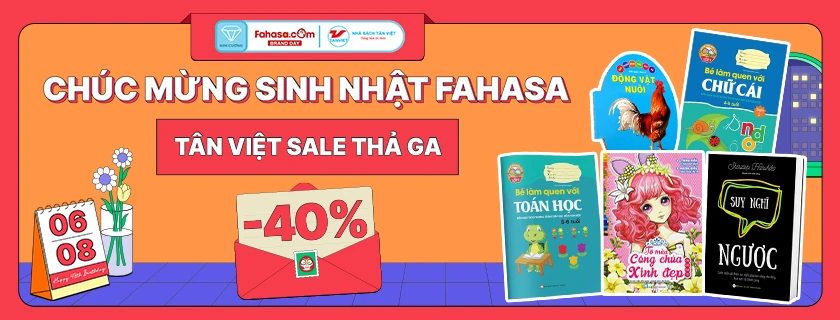 Fahasa.com
BRAND DAY
NHÀ SÁCH TÂN VIỆT
CHÚC MỪNG SINH NHẬT FAHASA
TÂN VIỆT SALE THẢ GA
-40%
06
08
ĐỘNG VẬT
NUÔI
Bé làm quen với
CHỮ CÁI
Bé làm quen với
TOÁN HỌC
Tô màu
Công chúa
Xinh đẹp
SUY NGHĨ
NGƯỢC